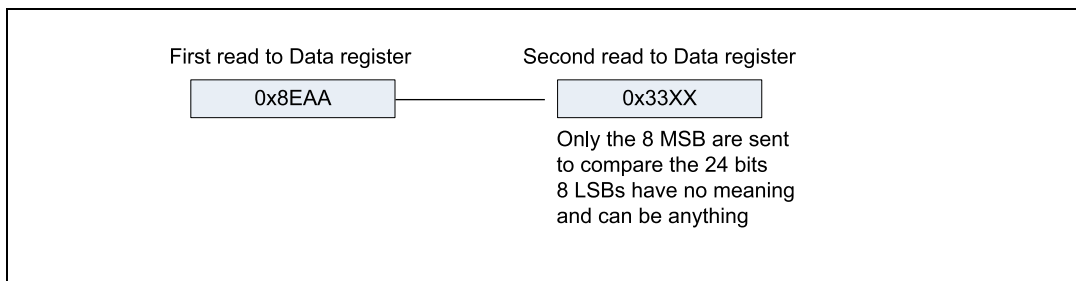 First read to Data register
Second read to Data register
0x8EAA
0x33XX
Only the 8 MSB are sent
to compare the 24 bits
8 LSBs have no meaning
and can be anything